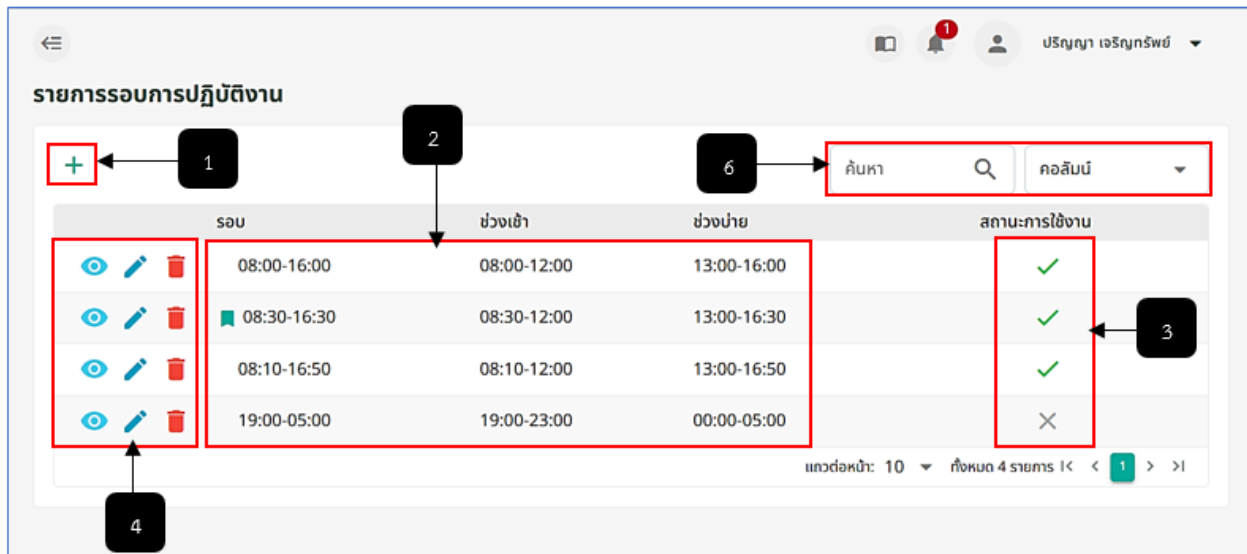 1
ปริญญา เจริญทรัพย์
รายการรอบการปฏิบัติงาน
1
2
6
ค้นหา
คอลัมน์
รอบ ช่วงเช้า ช่วงบ่าย สถานะการใช้งาน
08:00-16:00 08:00-12:00 13:00-16:00
08:30-16:30 08:30-12:00 13:00-16:30
3
08:10-16:50 08:10-12:00 13:00-16:50
19:00-05:00 19:00-23:00 00:00-05:00
แถวต่อหน้า: 10 ทั้งหมด 4 รายการ 1
4